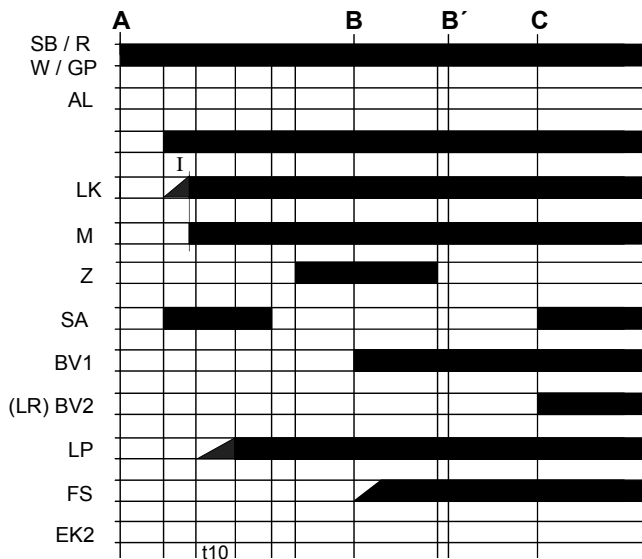 A B B´ C
SB / R
W / GP
AL
I
LK
M
Z
SA
BV1
(LR) BV2
LP
FS
EK2
t10